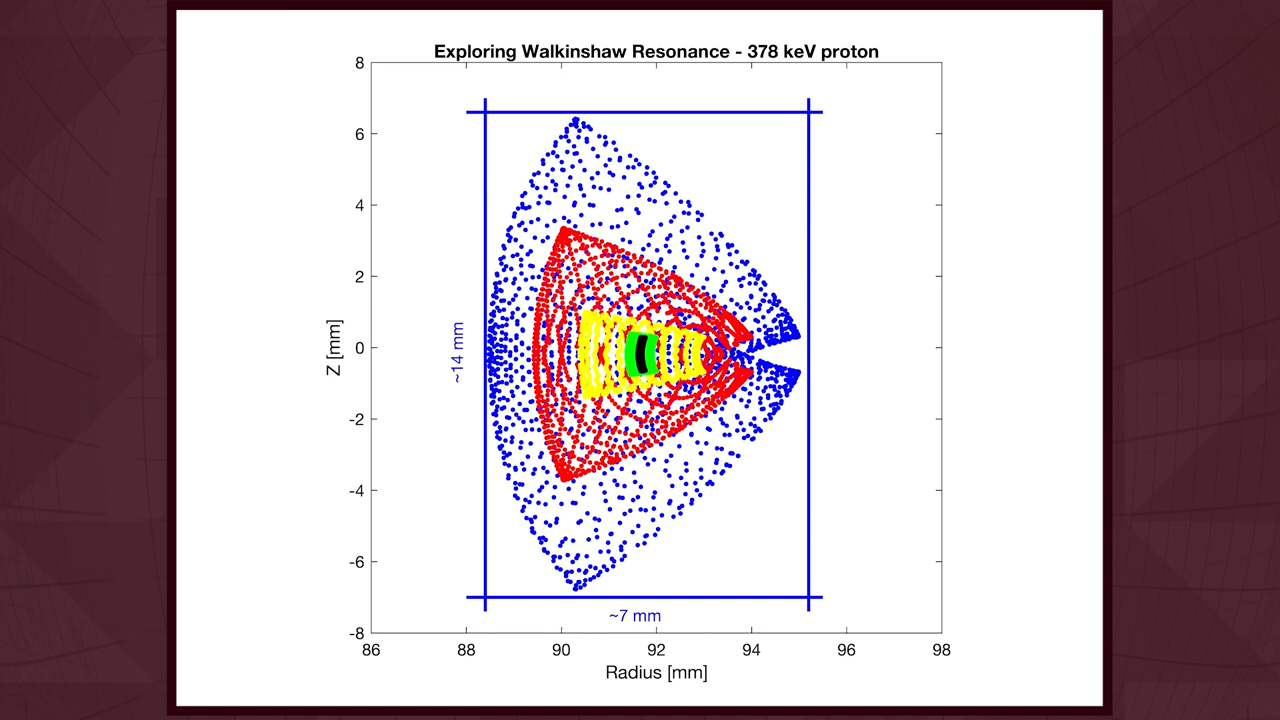 Exploring Walkinshaw Resonance - 378 keV proton
8
6
4
2
0
-2
-4
-6
-8
Z [mm]
~14 mm
~7 mm
86 88 90 92 94 96 98
Radius [mm]